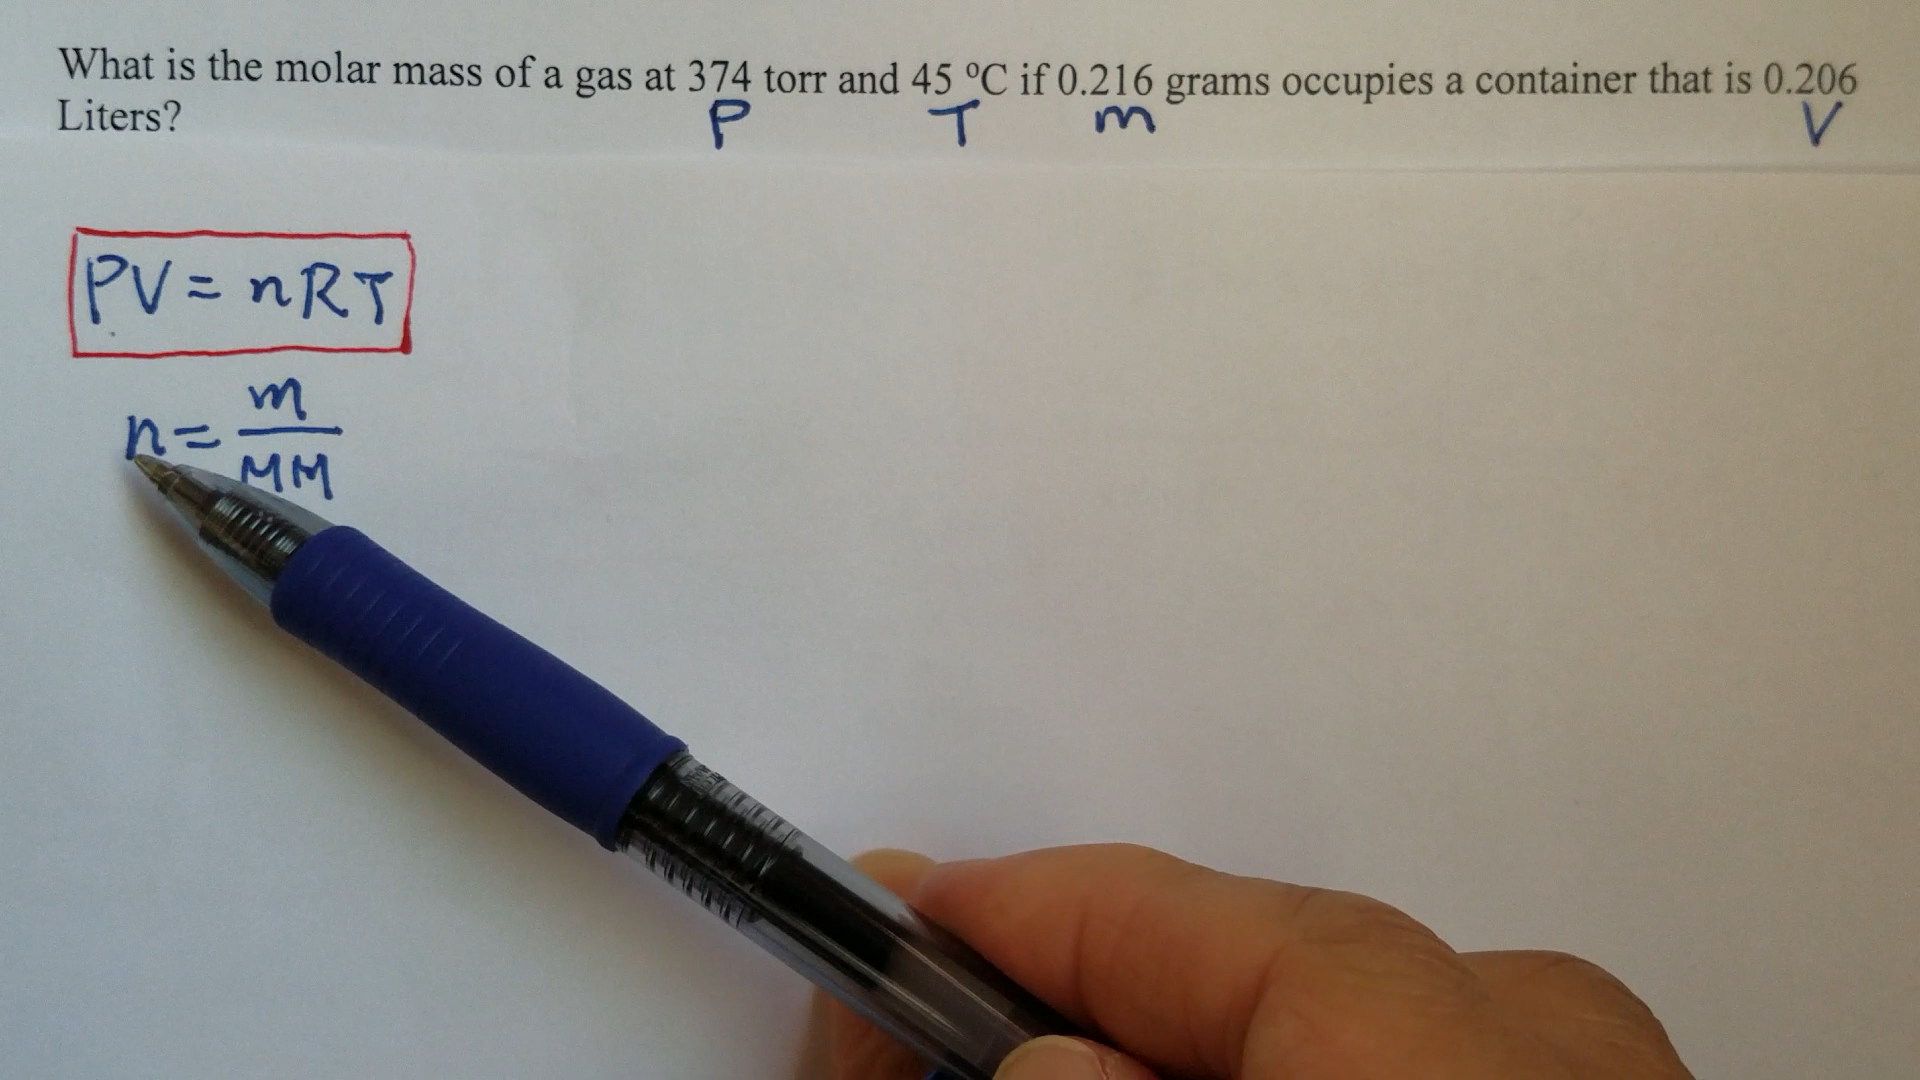 What is the molar mass of a gas at 374 torr and 45 ºC if 0.216 grams occupies a container that is 0.206
Liters?
P T m V
PV = nRT
n = m
MM